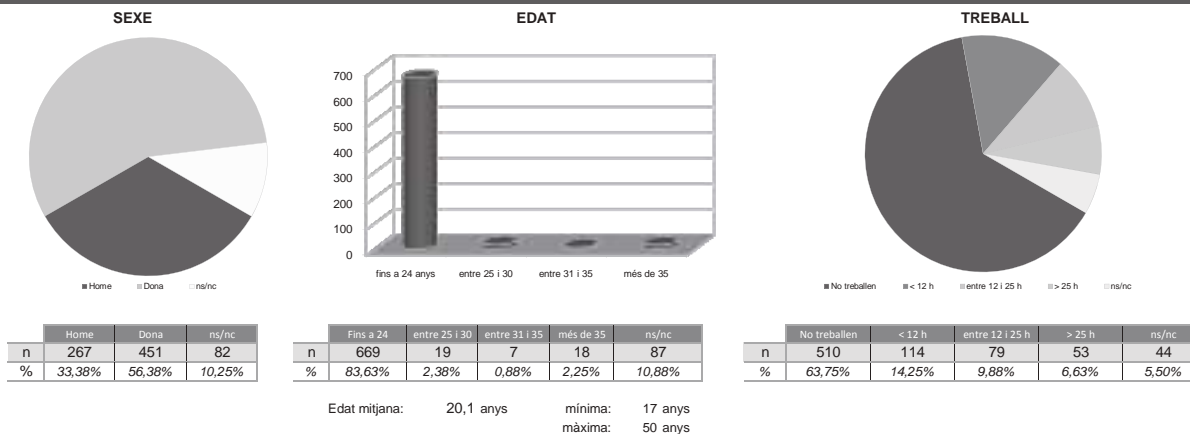 SEXE
EDAT
TREBALL
700
600
500
400
300
200
100
0
fins a 24 anys entre 25 i 30 entre 31 i 35 més de 35
Home Dona ns/nc
No treballen < 12 h entre 12 i 25 h > 25 h ns/nc
Home Dona ns/nc
n 267 451 82
% 33,38% 56,38% 10,25%
Fins a 24 entre 25 i 30 entre 31 i 35 més de 35 ns/nc
n 669 19 7 18 87
% 83,63% 2,38% 0,88% 2,25% 10,88%
No treballen < 12 h entre 12 i 25 h > 25 h ns/nc
n 510 114 79 53 44
% 63,75% 14,25% 9,88% 6,63% 5,50%
Edat mitjana: 20,1 anys mínima: 17 anys
màxima: 50 anys